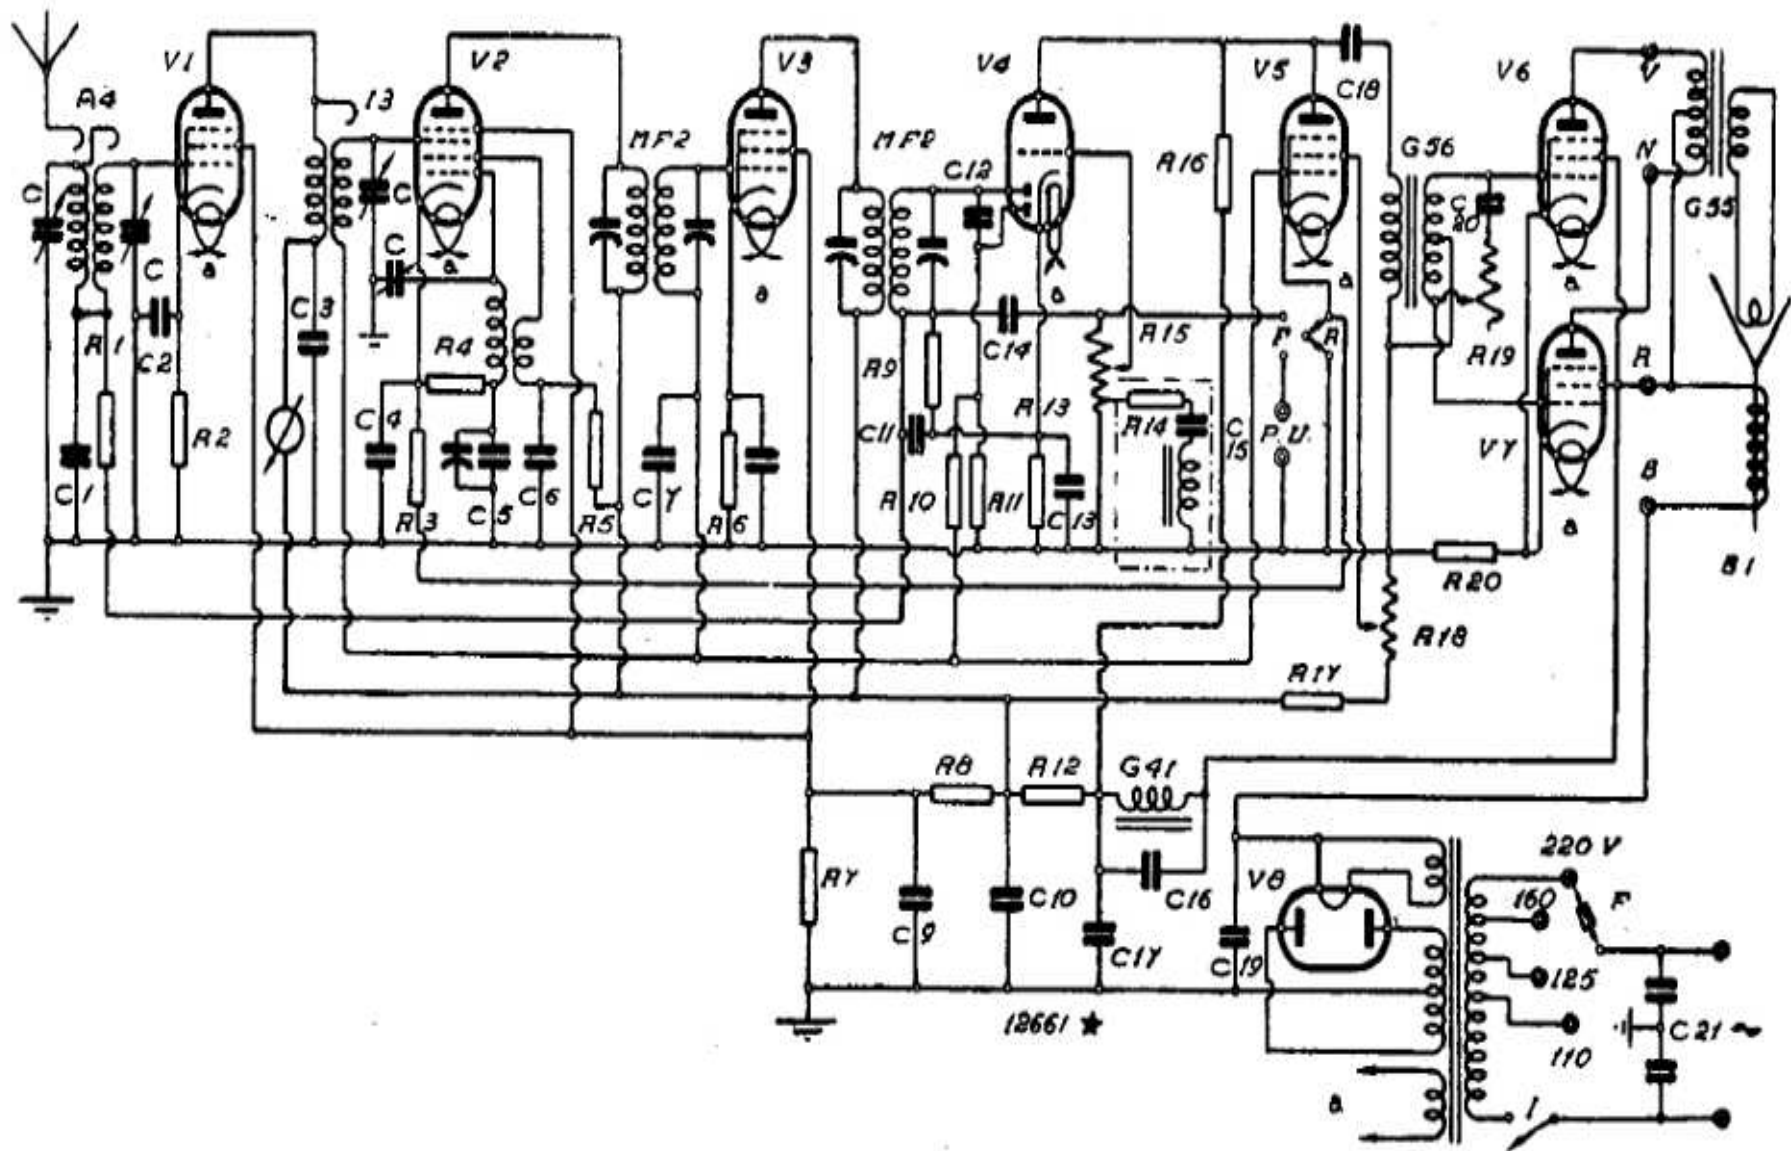 V1
V2
V3
V4
V5
V6
V
A4
13
MF2
MF2
C12
C18
G56
N
G55
R16
C
C
C
C
C20
a
a
a
a
a
a
R1
C2
C3
R4
R9
C14
R15
F
R
R19
R
R2
C4
C11
R13
R14
C15
P.U.
V7
C1
R3
C5
C6
R5
C7
R6
R10
R11
C13
B
a
R20
B1
R18
R17
R8
R12
G41
220 V
R7
C9
C10
C16
V8
160
F
C17
C19
125
12661 ★
C21 ~
110
a
I